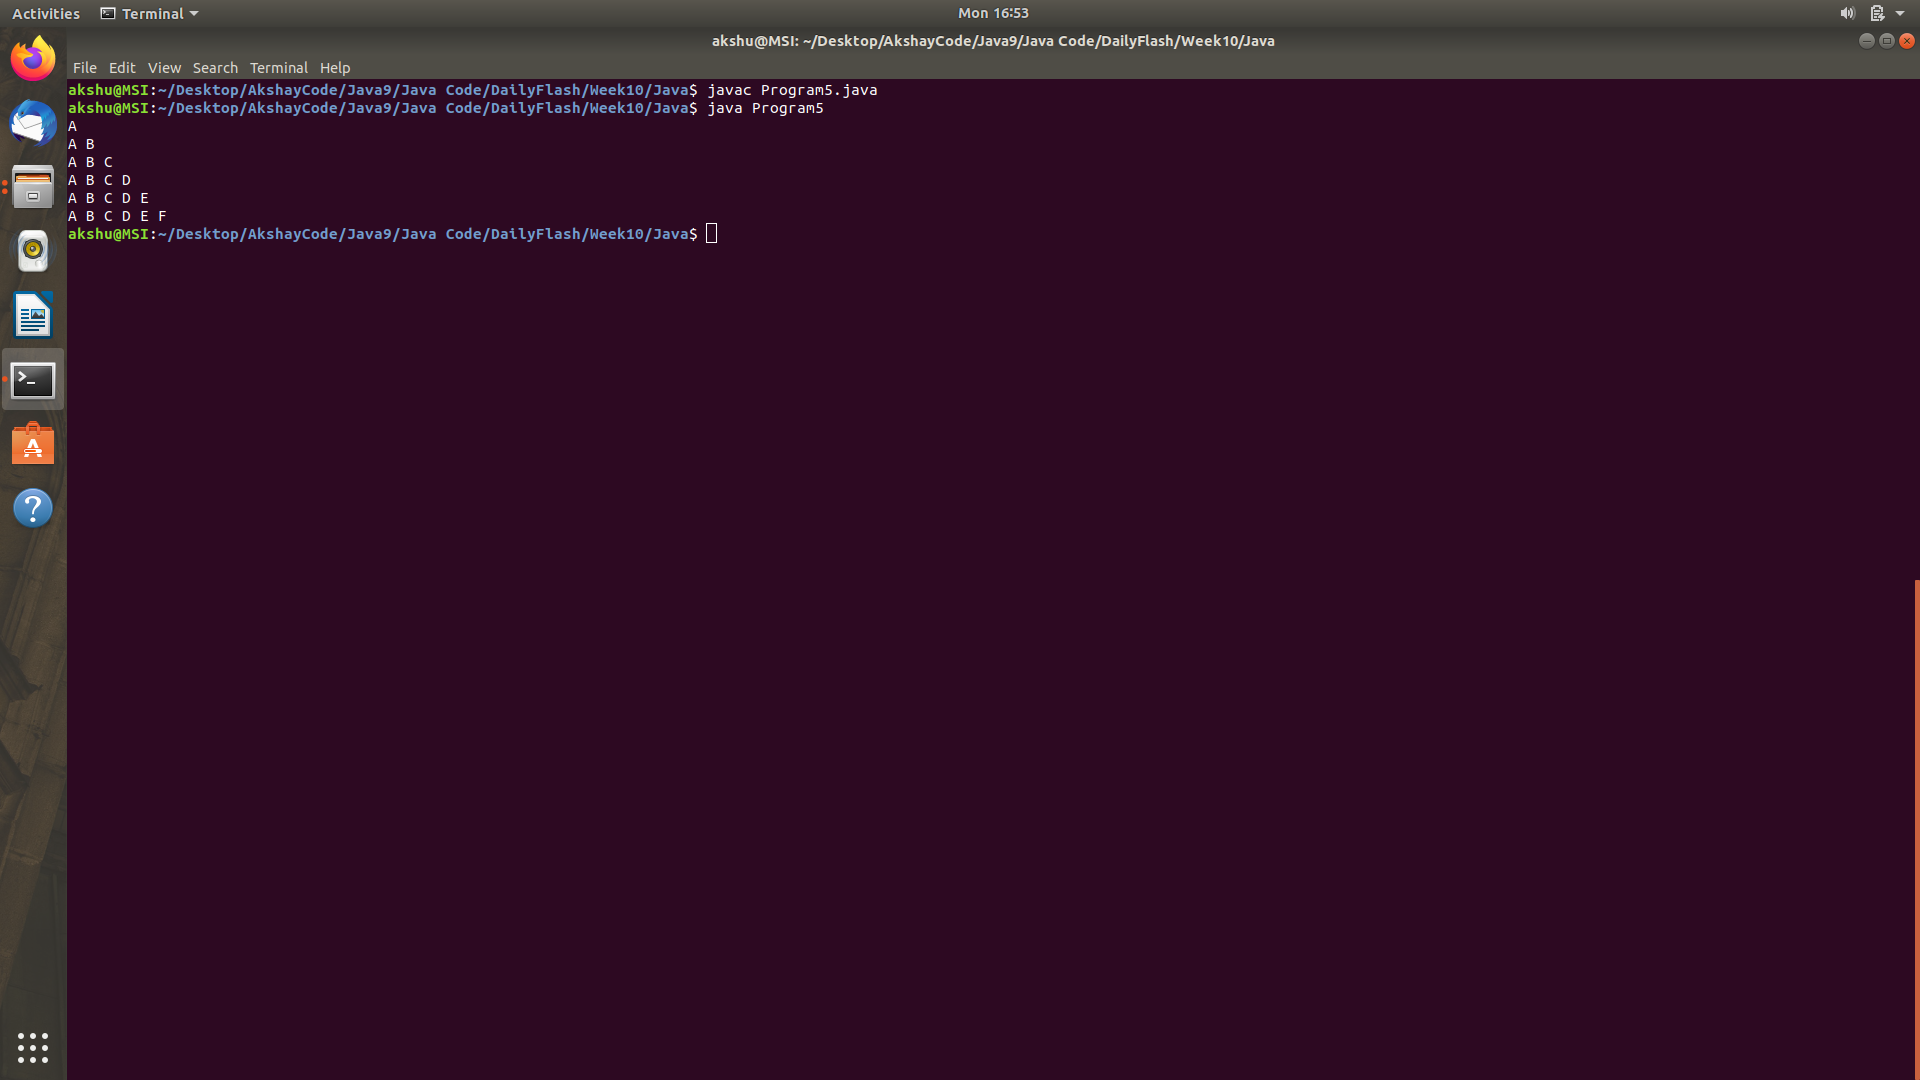 Activities Terminal Mon 16:53
akshu@MSI: ~/Desktop/AkshayCode/Java9/Java Code/DailyFlash/Week10/Java
File Edit View Search Terminal Help
akshu@MSI:~/Desktop/AkshayCode/Java9/Java Code/DailyFlash/Week10/Java$ javac Program5.java
akshu@MSI:~/Desktop/AkshayCode/Java9/Java Code/DailyFlash/Week10/Java$ java Program5
A
A B
A B C
A B C D
A B C D E
A B C D E F
akshu@MSI:~/Desktop/AkshayCode/Java9/Java Code/DailyFlash/Week10/Java$